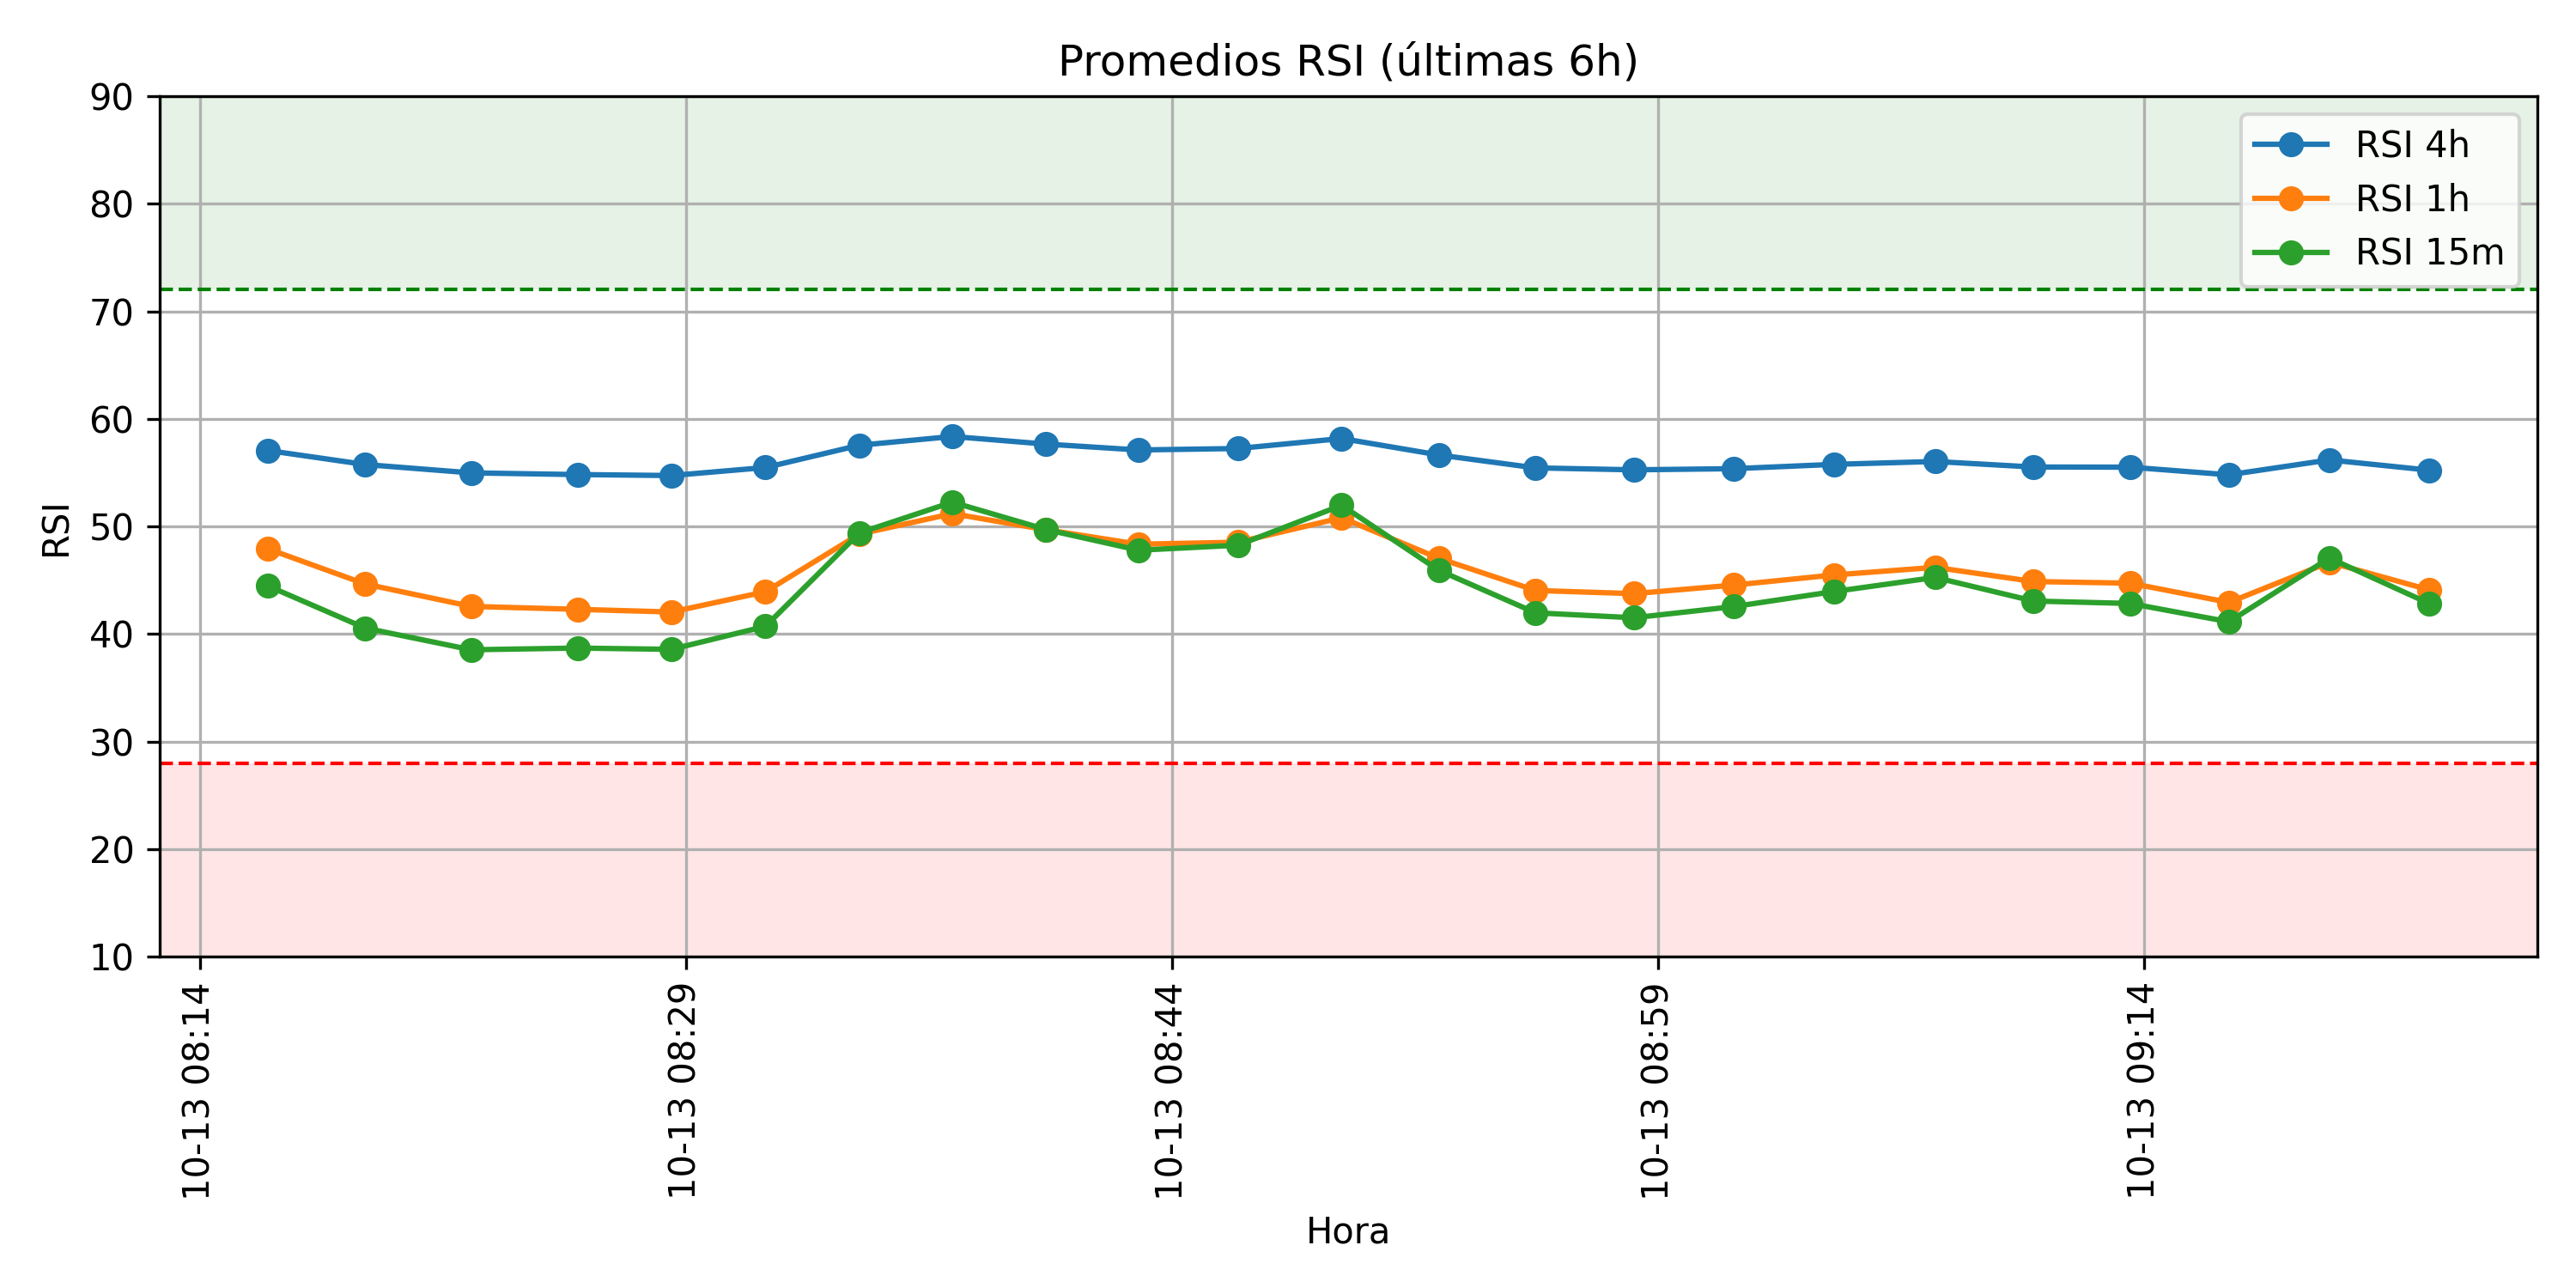 Promedios RSI (últimas 6h)
RSI 4h
RSI 1h
RSI 15m
RSI
90
80
70
60
50
40
30
20
10
10-13 08:14
10-13 08:29
10-13 08:44
10-13 08:59
10-13 09:14
Hora